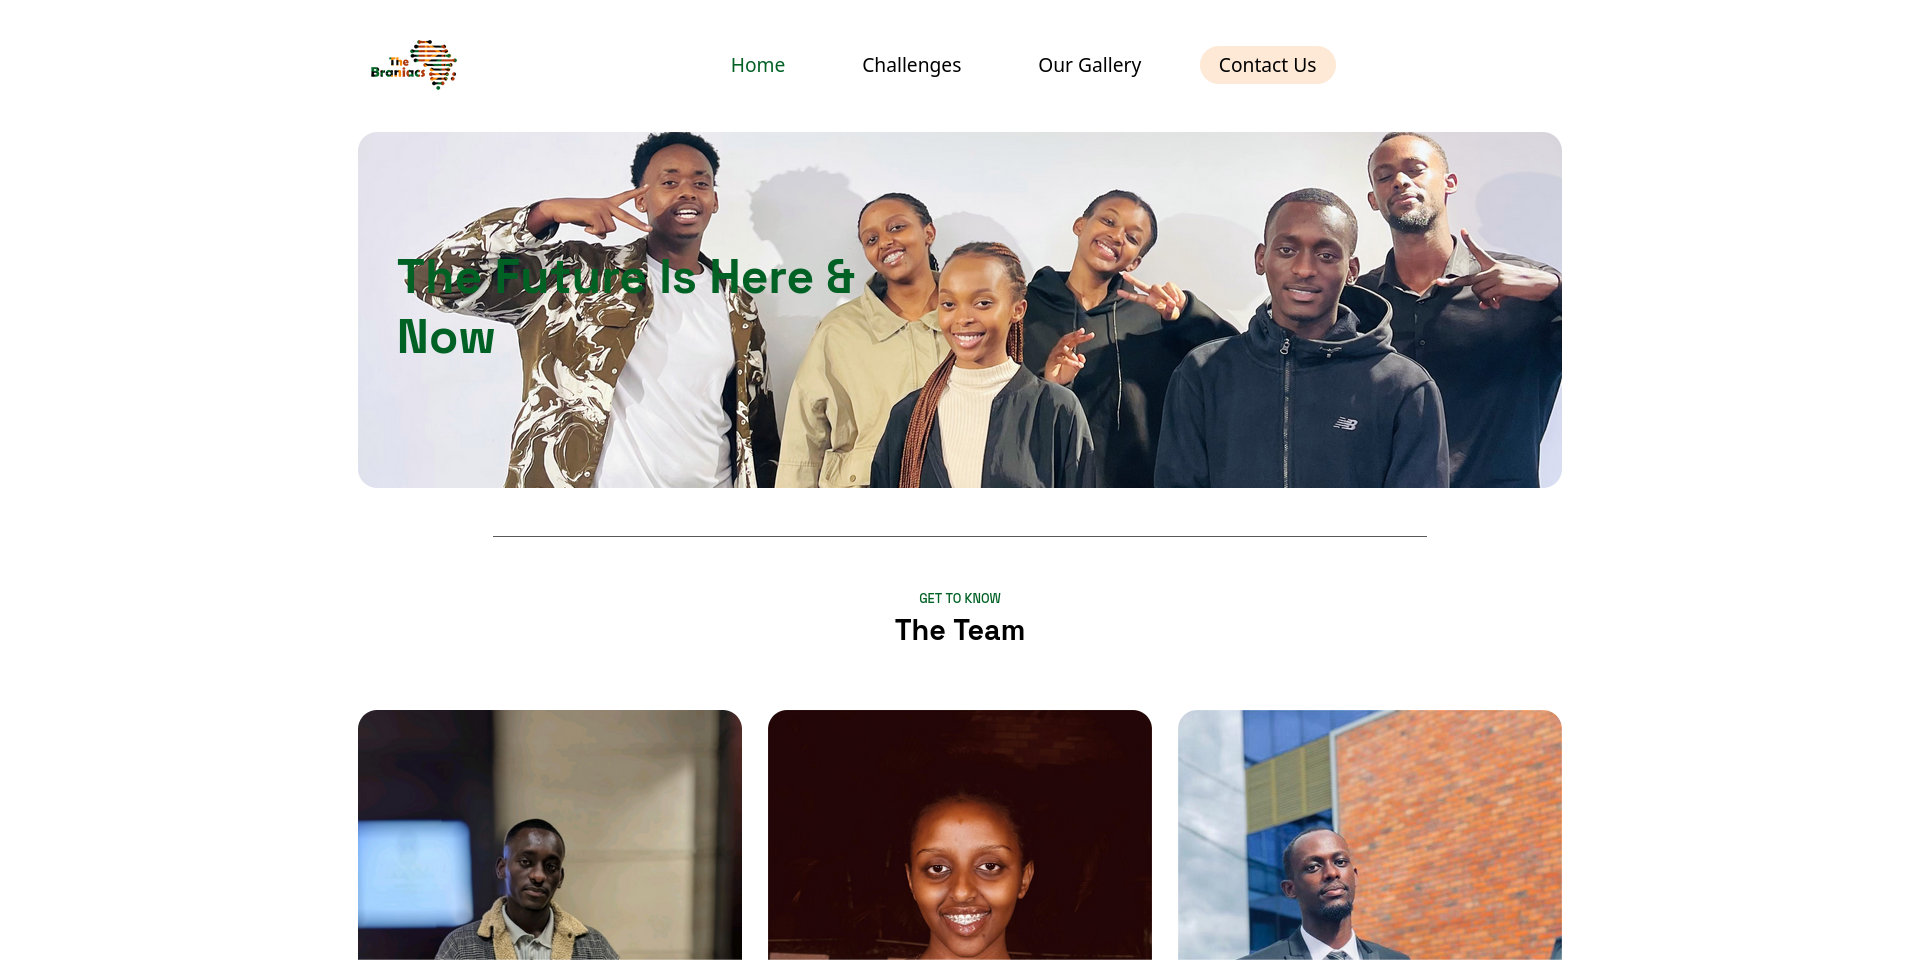 The
Braniacs
Home
Challenges
Our Gallery
Contact Us
The Future Is Here &
Now
GET TO KNOW
The Team